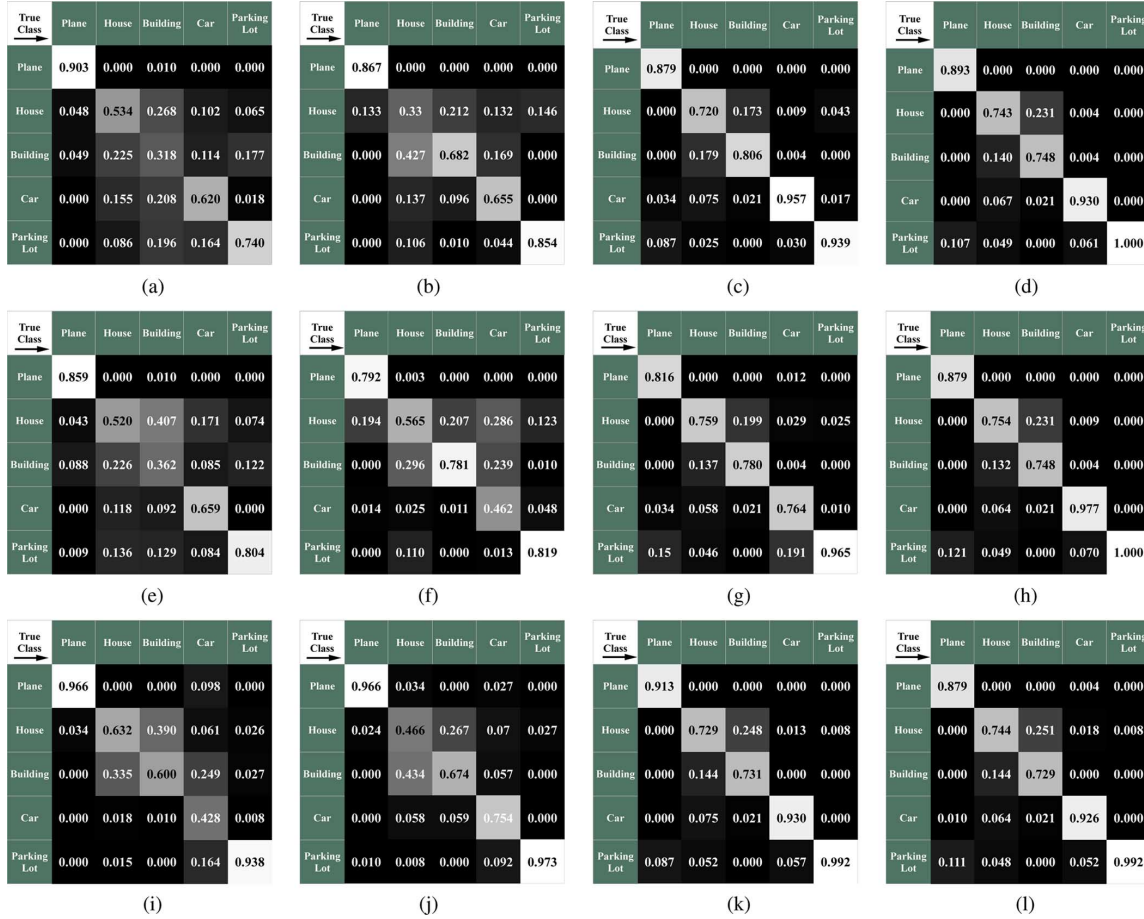 True Class Plane House Building Car Parking Lot
Plane 0.903 0.000 0.010 0.000 0.000
House 0.048 0.534 0.268 0.102 0.065
Building 0.049 0.225 0.318 0.114 0.177
Car 0.000 0.155 0.208 0.620 0.018
Parking Lot 0.000 0.086 0.196 0.164 0.740
(a)
True Class Plane House Building Car Parking Lot
Plane 0.867 0.000 0.000 0.000 0.000
House 0.133 0.33 0.212 0.132 0.146
Building 0.000 0.427 0.682 0.169 0.000
Car 0.000 0.137 0.096 0.655 0.000
Parking Lot 0.000 0.106 0.010 0.044 0.854
(b)
True Class Plane House Building Car Parking Lot
Plane 0.879 0.000 0.000 0.000 0.000
House 0.000 0.720 0.173 0.009 0.043
Building 0.000 0.179 0.806 0.004 0.000
Car 0.034 0.075 0.021 0.957 0.017
Parking Lot 0.087 0.025 0.000 0.030 0.939
(c)
True Class Plane House Building Car Parking Lot
Plane 0.893 0.000 0.000 0.000 0.000
House 0.000 0.743 0.231 0.004 0.000
Building 0.000 0.140 0.748 0.004 0.000
Car 0.000 0.067 0.021 0.930 0.000
Parking Lot 0.107 0.049 0.000 0.061 1.000
(d)
True Class Plane House Building Car Parking Lot
Plane 0.859 0.000 0.010 0.000 0.000
House 0.043 0.520 0.407 0.171 0.074
Building 0.088 0.226 0.362 0.085 0.122
Car 0.000 0.118 0.092 0.659 0.000
Parking Lot 0.009 0.136 0.129 0.084 0.804
(e)
True Class Plane House Building Car Parking Lot
Plane 0.792 0.003 0.000 0.000 0.000
House 0.194 0.565 0.207 0.286 0.123
Building 0.000 0.296 0.781 0.239 0.010
Car 0.014 0.025 0.011 0.462 0.048
Parking Lot 0.000 0.110 0.000 0.013 0.819
(f)
True Class Plane House Building Car Parking Lot
Plane 0.816 0.000 0.000 0.012 0.000
House 0.000 0.759 0.199 0.029 0.025
Building 0.000 0.137 0.780 0.004 0.000
Car 0.034 0.058 0.021 0.764 0.010
Parking Lot 0.15 0.046 0.000 0.191 0.965
(g)
True Class Plane House Building Car Parking Lot
Plane 0.879 0.000 0.000 0.000 0.000
House 0.000 0.754 0.231 0.009 0.000
Building 0.000 0.132 0.748 0.004 0.000
Car 0.000 0.064 0.021 0.977 0.000
Parking Lot 0.121 0.049 0.000 0.070 1.000
(h)
True Class Plane House Building Car Parking Lot
Plane 0.966 0.000 0.000 0.098 0.000
House 0.034 0.632 0.390 0.061 0.026
Building 0.000 0.335 0.600 0.249 0.027
Car 0.000 0.018 0.010 0.428 0.008
Parking Lot 0.000 0.015 0.000 0.164 0.938
(i)
True Class Plane House Building Car Parking Lot
Plane 0.966 0.034 0.000 0.027 0.000
House 0.024 0.466 0.267 0.07 0.027
Building 0.000 0.434 0.674 0.057 0.000
Car 0.000 0.058 0.059 0.754 0.000
Parking Lot 0.010 0.008 0.000 0.092 0.973
(j)
True Class Plane House Building Car Parking Lot
Plane 0.913 0.000 0.000 0.000 0.000
House 0.000 0.729 0.248 0.013 0.008
Building 0.000 0.144 0.731 0.000 0.000
Car 0.000 0.075 0.021 0.930 0.000
Parking Lot 0.087 0.052 0.000 0.057 0.992
(k)
True Class Plane House Building Car Parking Lot
Plane 0.879 0.000 0.000 0.004 0.000
House 0.000 0.744 0.251 0.018 0.008
Building 0.000 0.144 0.729 0.000 0.000
Car 0.010 0.064 0.021 0.926 0.000
Parking Lot 0.111 0.048 0.000 0.052 0.992
(l)